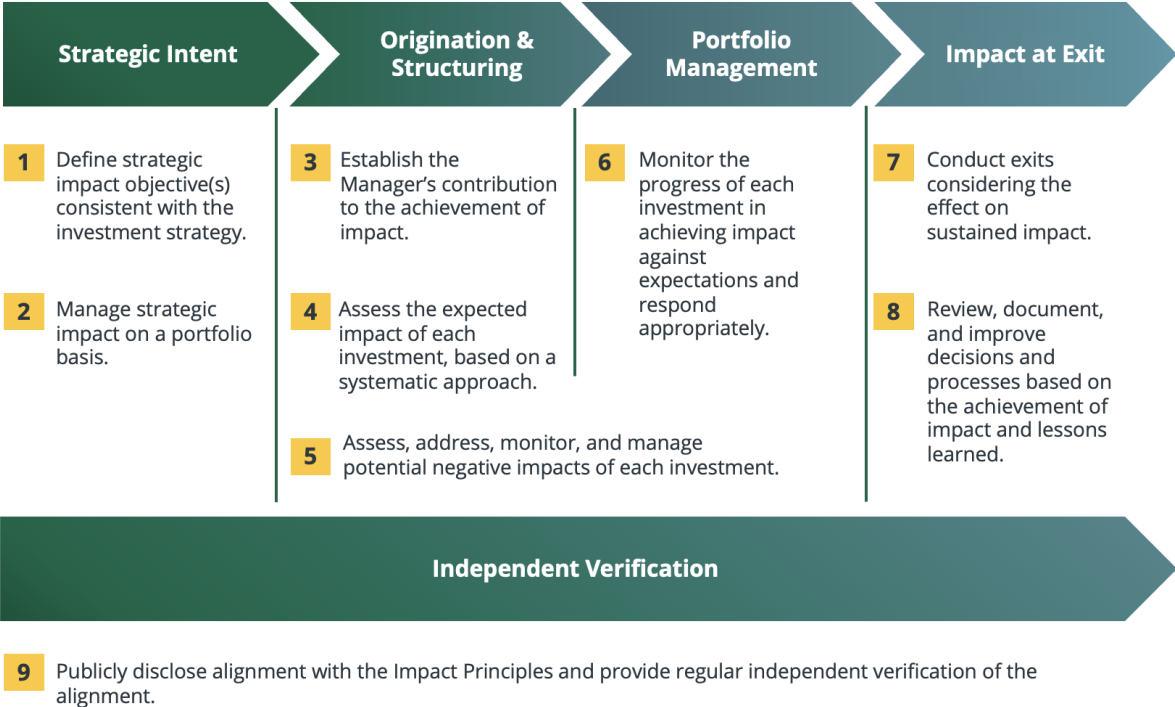 Strategic Intent
Origination &
Structuring
Portfolio
Management
Impact at Exit
1
Define strategic
impact objective(s)
consistent with the
investment strategy.
2
Manage strategic
impact on a portfolio
basis.
3
Establish the
Manager’s contribution
to the achievement of
impact.
4
Assess the expected
impact of each
investment, based on a
systematic approach.
5
Assess, address, monitor, and manage
potential negative impacts of each investment.
6
Monitor the
progress of each
investment in
achieving impact
against
expectations and
respond
appropriately.
7
Conduct exits
considering the
effect on
sustained impact.
8
Review, document,
and improve
decisions and
processes based on
the achievement of
impact and lessons
learned.
Independent Verification
9
Publicly disclose alignment with the Impact Principles and provide regular independent verification of the
alignment.